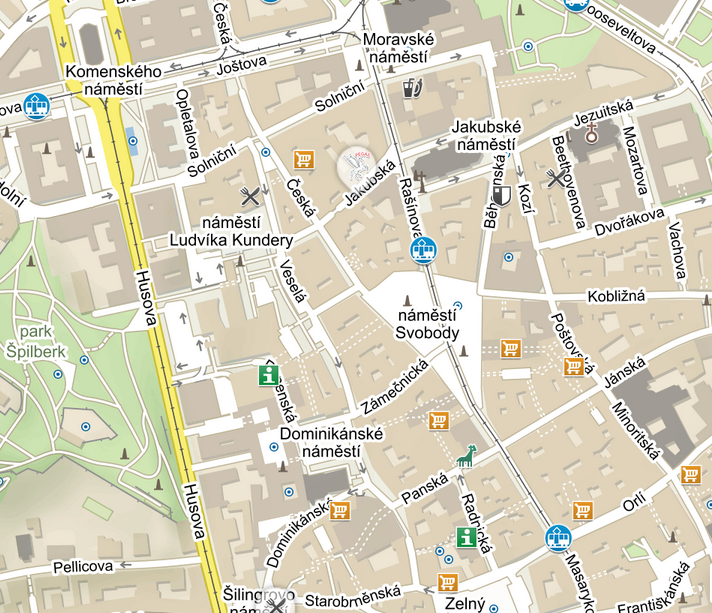 Česká
Roosveltova
Moravské
náměstí
Joštova
Komenského
náměstí
Solniční
Opletalova
Jezuitská
Jakubské
náměstí
Mozartova
Beethovenova
Solniční
Jakubská
Česká
Rašínova
Kozí
Dvořákova
Vachova
náměstí
Ludvíka Kundery
Veselá
Husova
Kobližná
náměstí
Svobody
park
Špilberk
Poštovská
Jánská
Zámečnická
Minoritská
Dominikánské
náměstí
Panská
Orlí
Husova
Dominikánská
Radnická
Pellicova
Šilingrovo
náměstí
Starobrněnská
Zelný
Františkánská